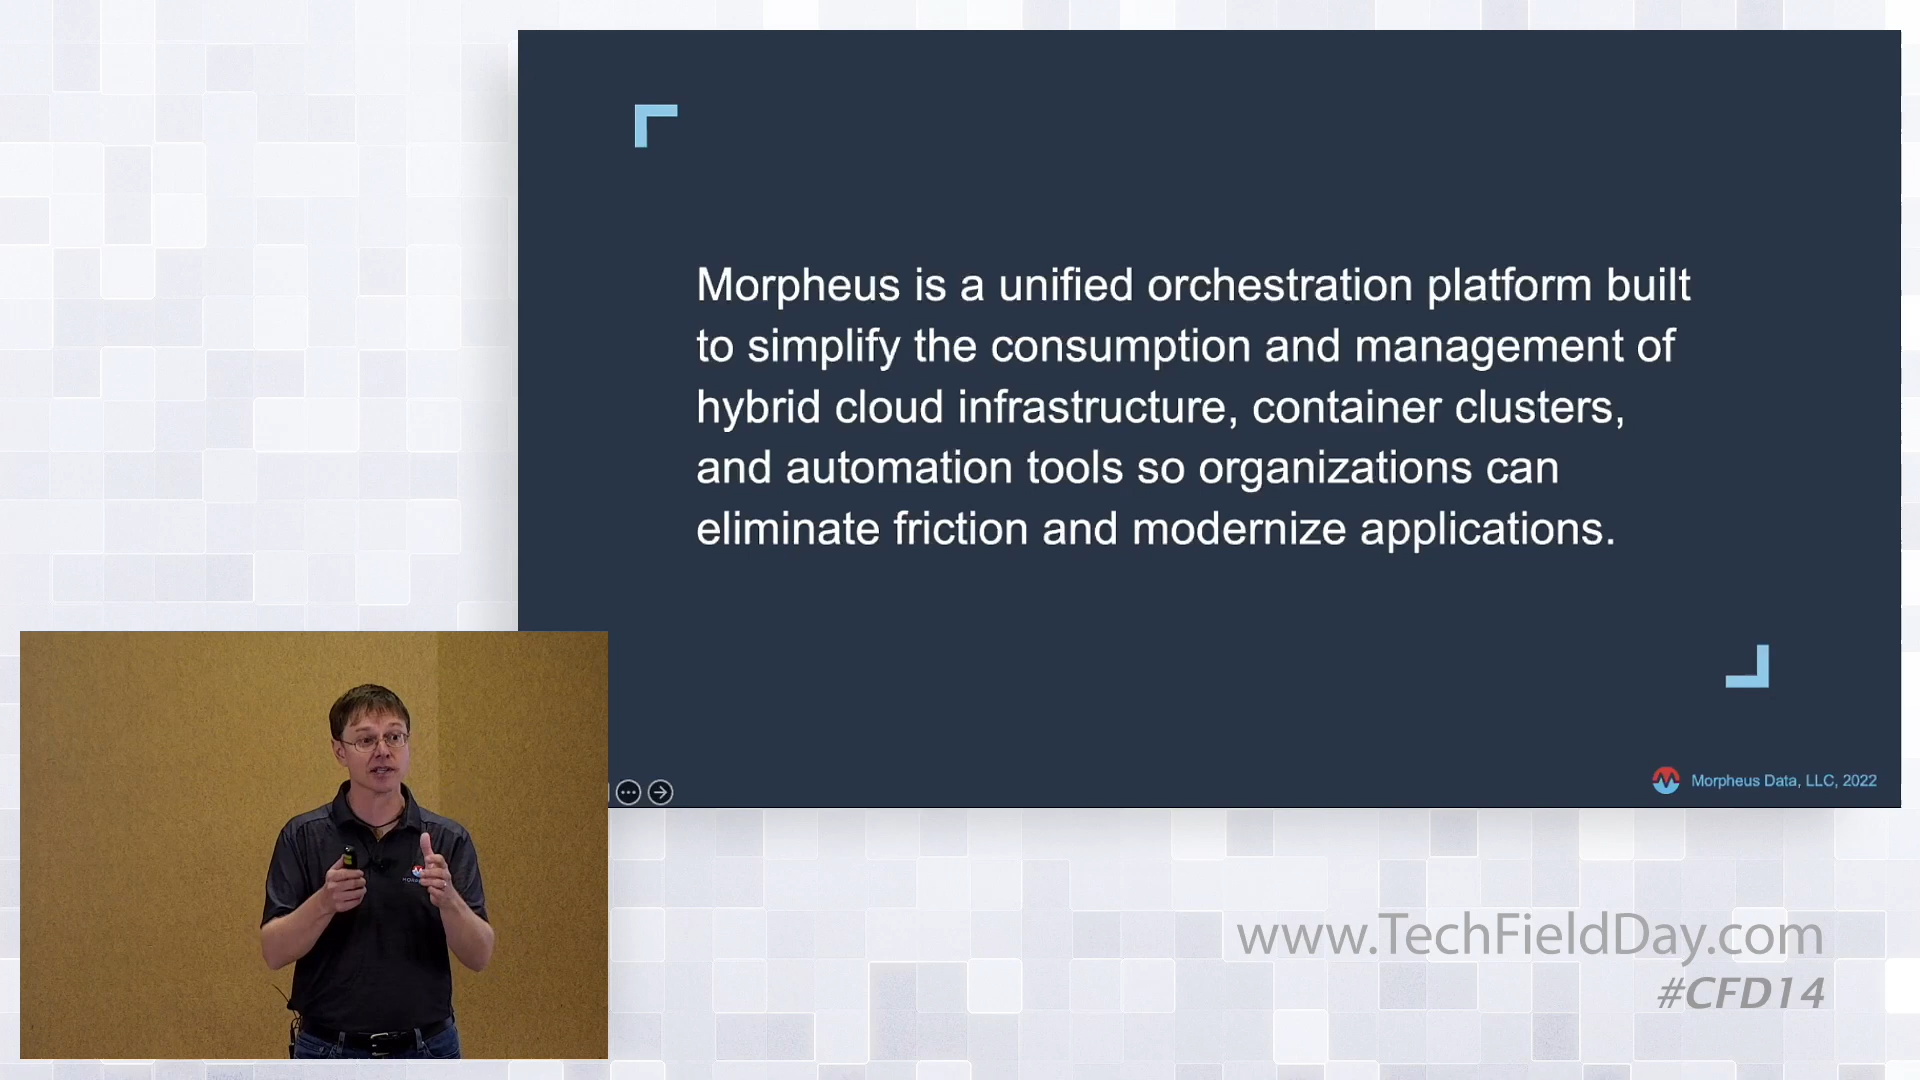 Morpheus is a unified orchestration platform built
to simplify the consumption and management of
hybrid cloud infrastructure, container clusters,
and automation tools so organizations can
eliminate friction and modernize applications.
Morpheus Data, LLC, 2022
www.TechFieldDay.com
#CFD14